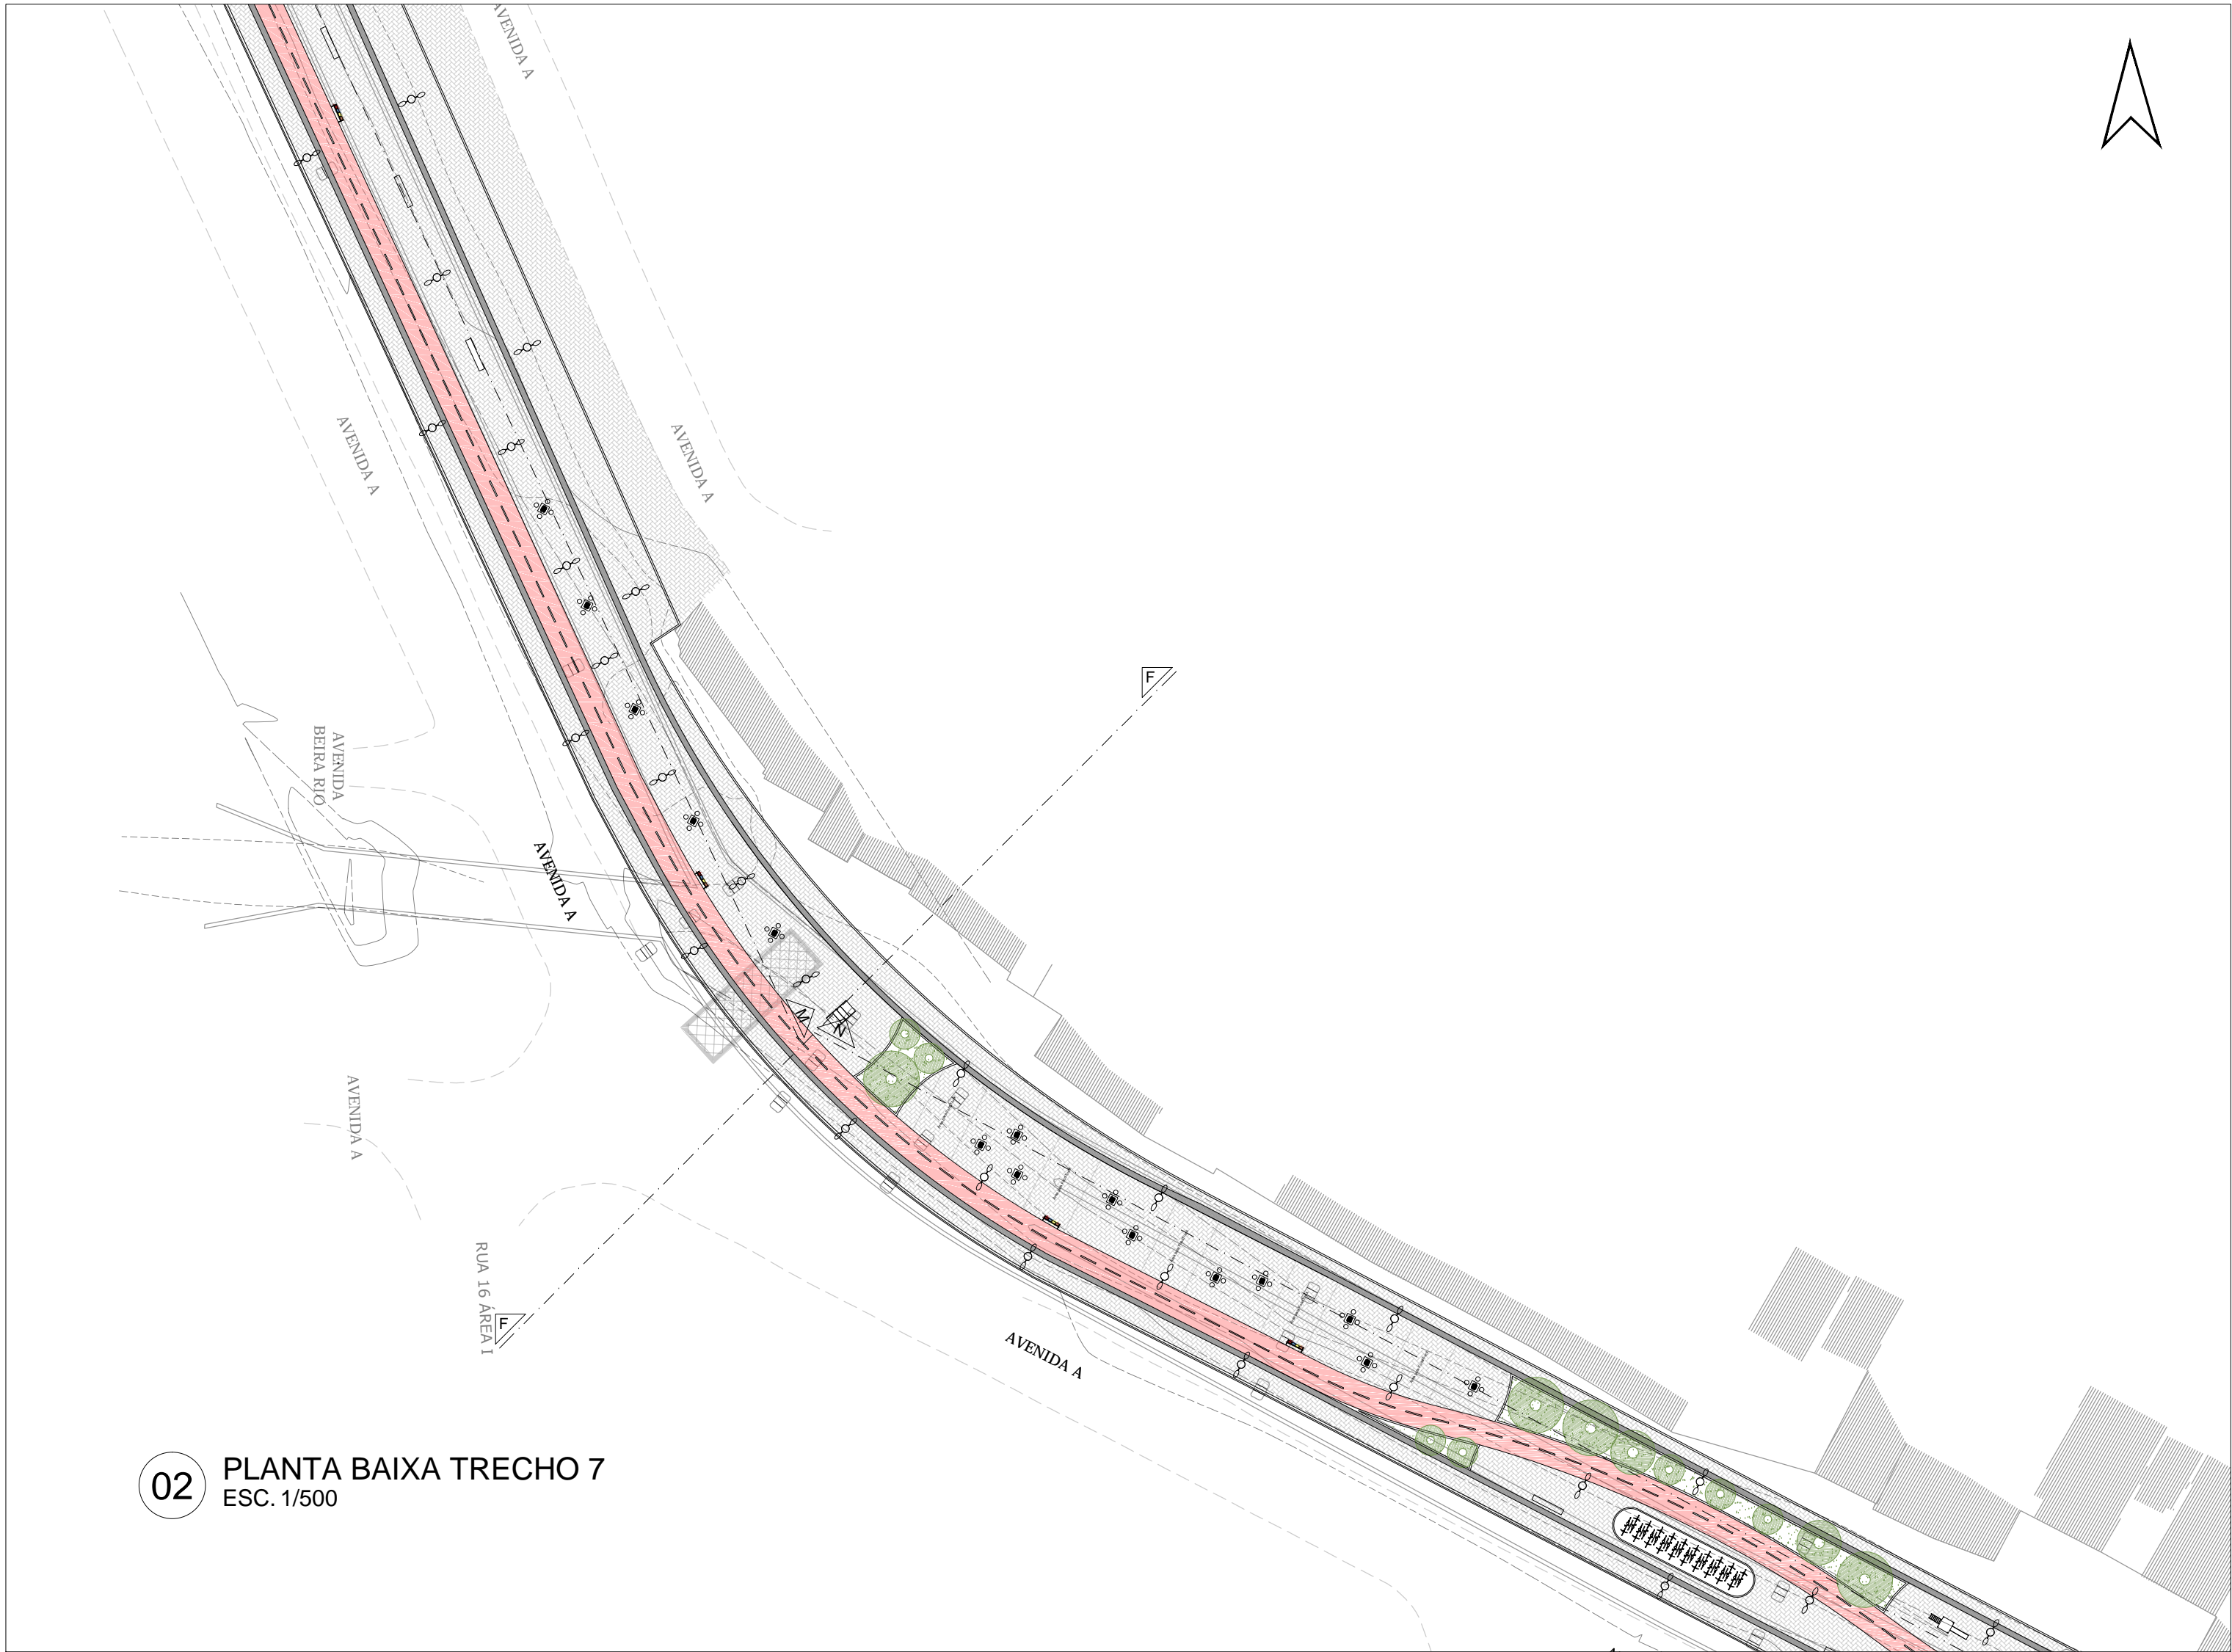 AVENIDA A
AVENIDA A
AVENIDA A
F
AVENIDA
BEIRA RIO
AVENIDA A
M
N
AVENIDA A
RUA 16 ÁREA I
F
AVENIDA A
02
PLANTA BAIXA TRECHO 7
ESC. 1/500